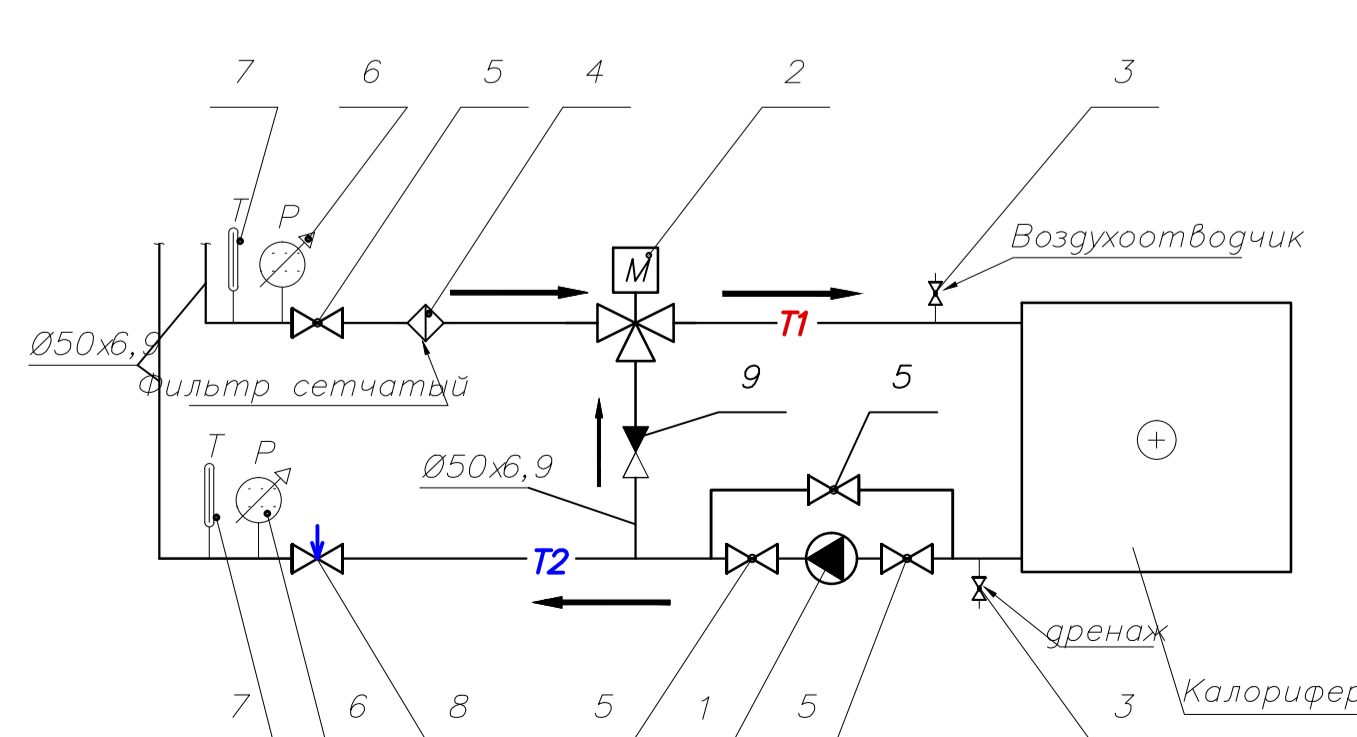 7 6 5 4 2 3
T P
Воздухоотводчик
M
T1
Ø50x6,9
Фильтр сетчатый
9 5
T P
Ø50x6,9
T2
дренаж
Калорифер
7 6 8 5 1 5 3